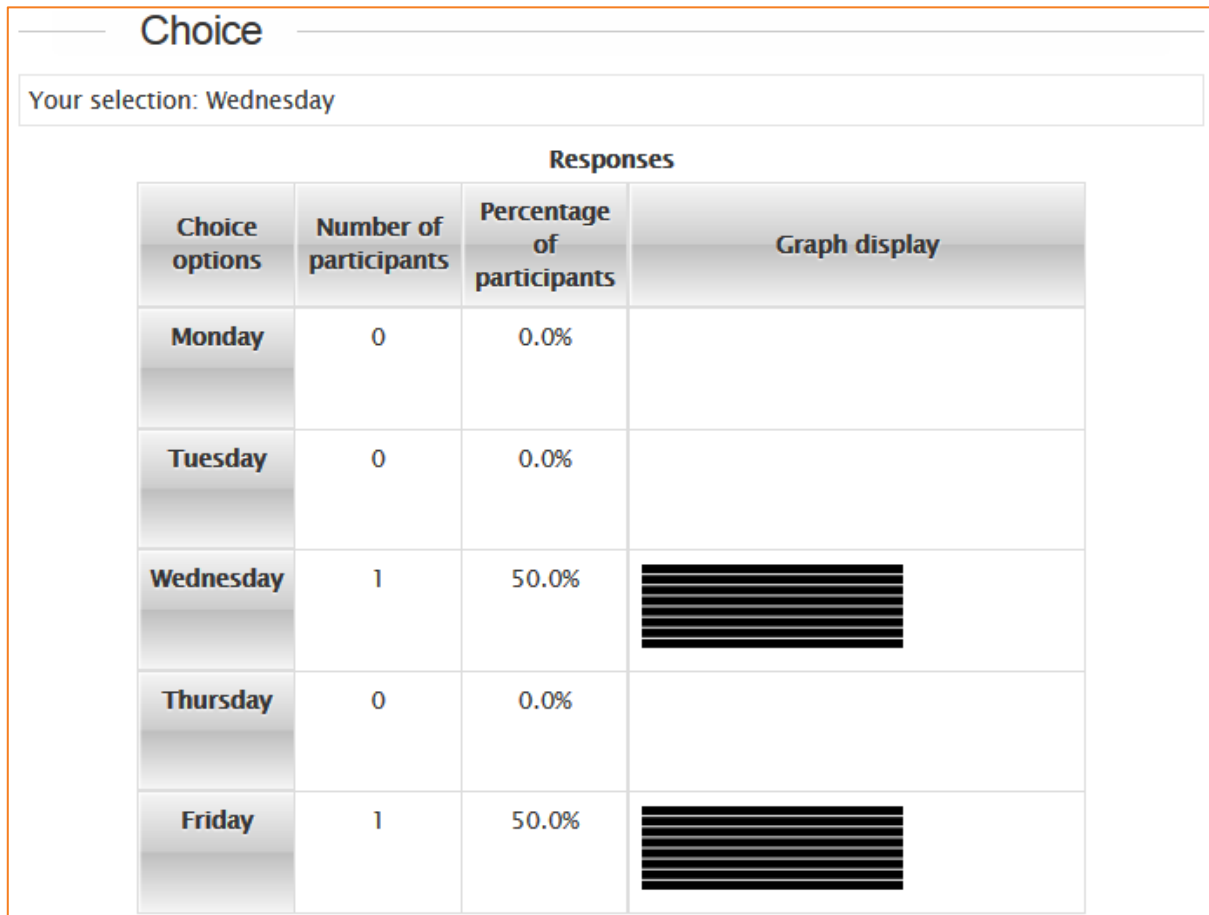 Choice
Your selection: Wednesday
Responses
Choice options Number of participants Percentage of participants Graph display
Monday 0 0.0%
Tuesday 0 0.0%
Wednesday 1 50.0%
Thursday 0 0.0%
Friday 1 50.0%